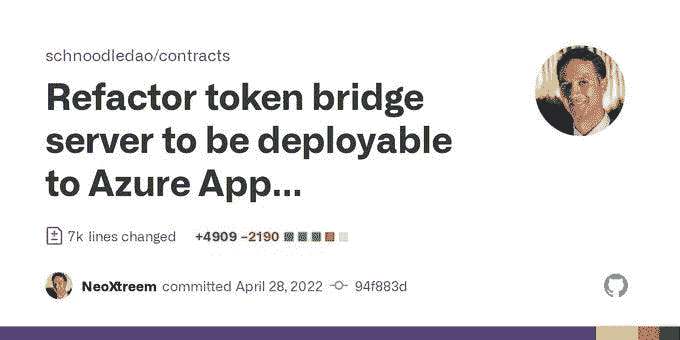 schnoodledao/contracts
Refactor token bridge
server to be deployable
to Azure App...
7k lines changed +4909 −2190
NeoXtreem committed April 28, 2022 94f883d